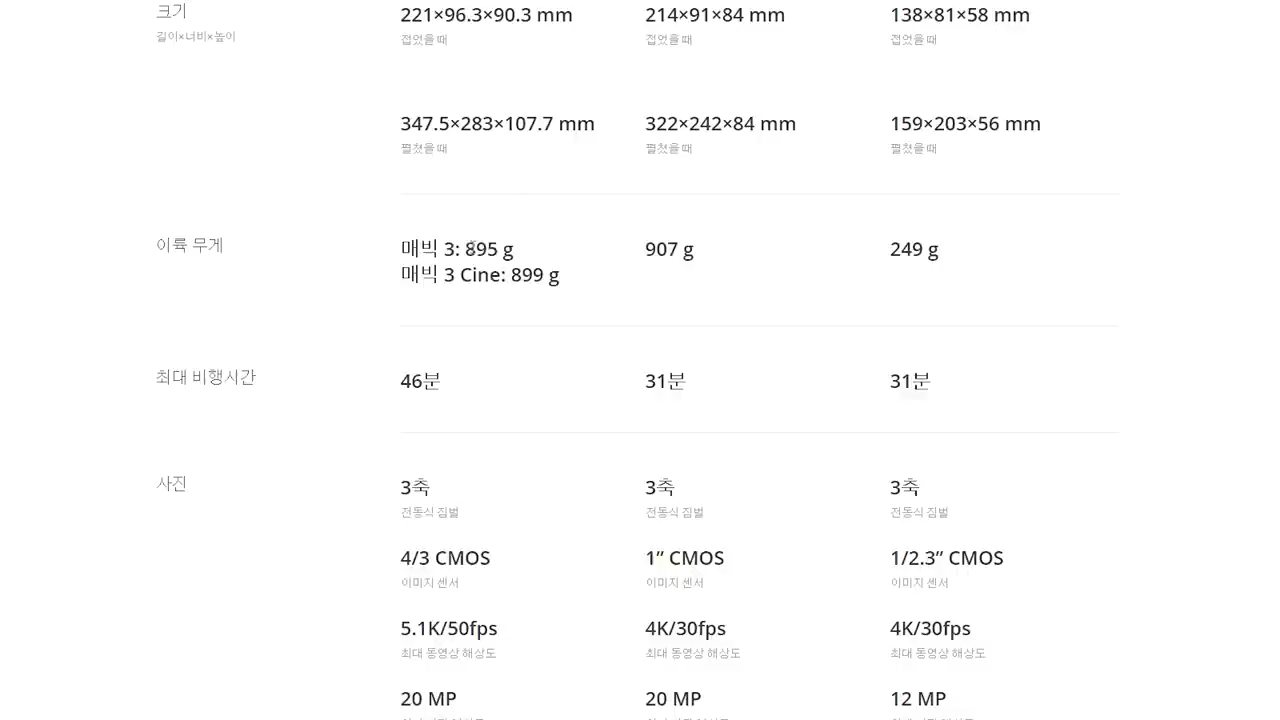 크기
길이×너비×높이
221×96.3×90.3 mm
접었을 때
214×91×84 mm
접었을 때
138×81×58 mm
접었을 때
347.5×283×107.7 mm
펼쳤을 때
322×242×84 mm
펼쳤을 때
159×203×56 mm
펼쳤을 때
이륙 무게
매빅 3: 895 g
매빅 3 Cine: 899 g
907 g
249 g
최대 비행시간
46분
31분
31분
사진
3축
전동식 짐벌
3축
전동식 짐벌
3축
전동식 짐벌
4/3 CMOS
이미지 센서
1” CMOS
이미지 센서
1/2.3” CMOS
이미지 센서
5.1K/50fps
최대 동영상 해상도
4K/30fps
최대 동영상 해상도
4K/30fps
최대 동영상 해상도
20 MP
20 MP
12 MP